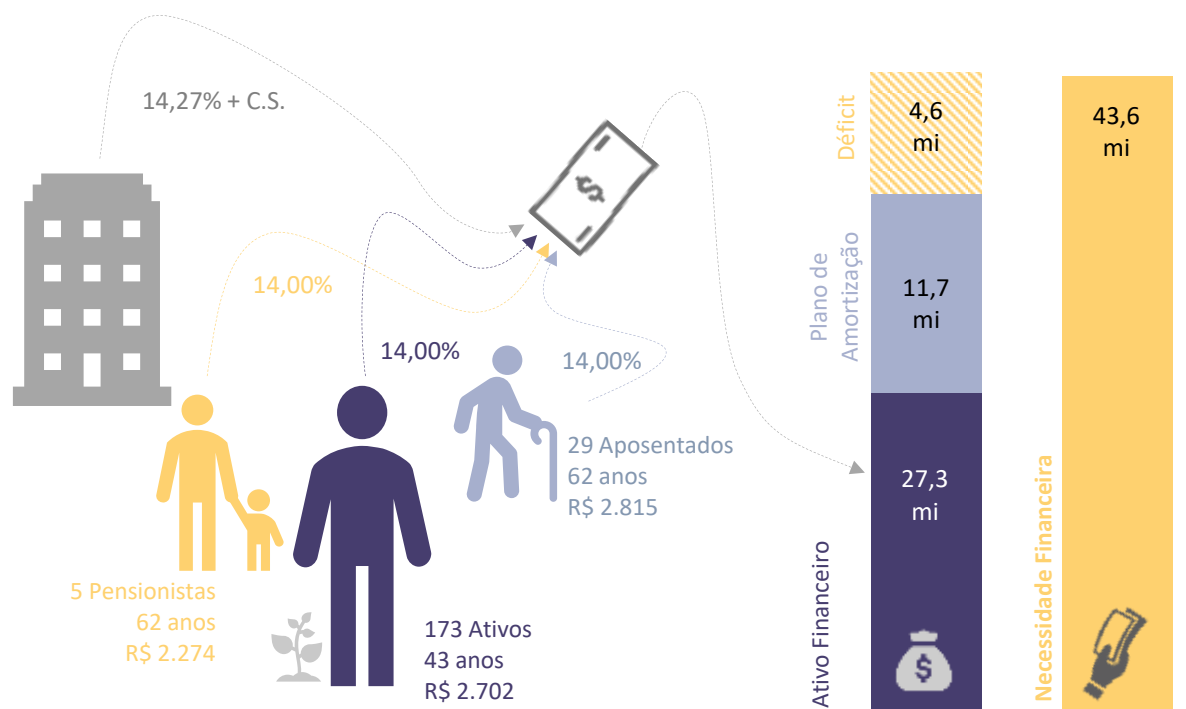 14,27% + C.S.
14,00%
14,00%
14,00%
5 Pensionistas
62 anos
R$ 2.274
173 Ativos
43 anos
R$ 2.702
29 Aposentados
62 anos
R$ 2.815
$
Déficit
4,6
mi
Plano de
Amortização
11,7
mi
Ativo Financeiro
27,3
mi
$
Necessidade Financeira
43,6
mi